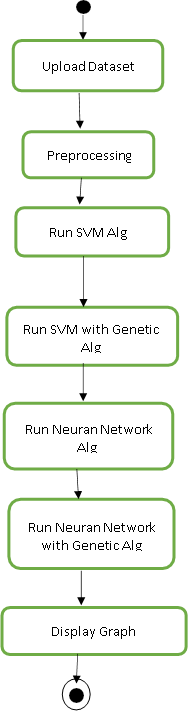 Upload Dataset
Preprocessing
Run SVM Alg
Run SVM with Genetic
Alg
Run Neuran Network
Alg
Run Neuran Network
with Genetic Alg
Display Graph